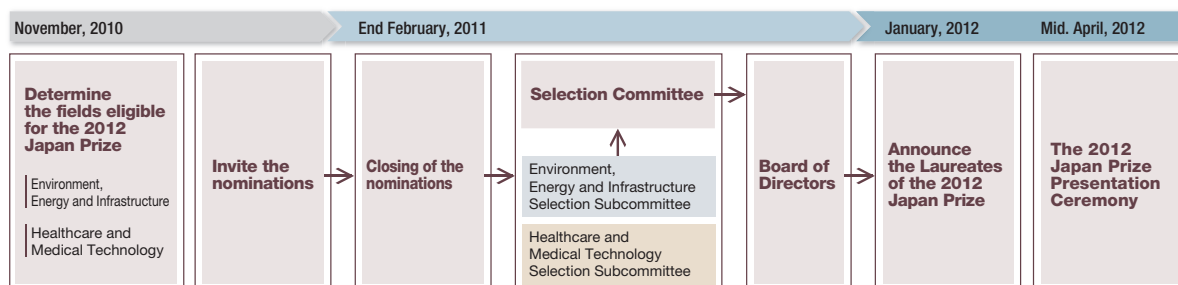 November, 2010
End February, 2011
January, 2012
Mid. April, 2012
Determine
the fields eligible
for the 2012
Japan Prize
Environment,
Energy and Infrastructure
Healthcare and
Medical Technology
Invite the
nominations
Closing of the
nominations
Selection Committee
Environment,
Energy and Infrastructure
Selection Subcommittee
Healthcare and
Medical Technology
Selection Subcommittee
Board of
Directors
Announce
the Laureates
of the 2012
Japan Prize
The 2012
Japan Prize
Presentation
Ceremony